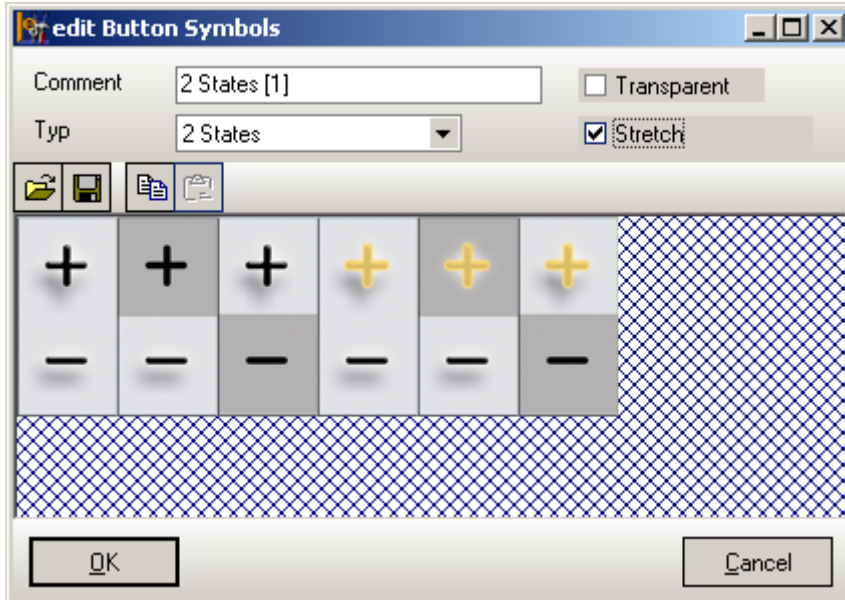 edit Button Symbols
Comment
2 States [1]
Transparent
Typ
2 States
Stretch
OK
Cancel